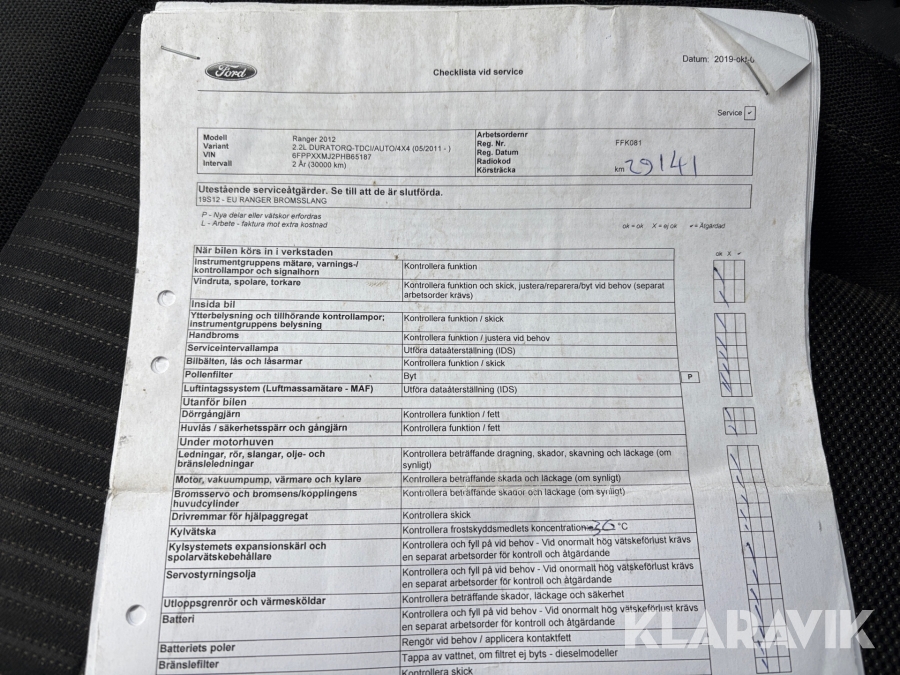 Ford
Checklista vid service
Datum: 2019-okt-
Service ✓
Modell Ranger 2012
Variant 2.2L DURATORQ-TDCI/AUTO/4X4 (05/2011 - )
VIN 6FPPXXMJ2PHB65187
Intervall 2 År (30000 km)
Arbetsordernr
Reg. Nr. FFK081
Reg. Datum
Radiokod
Körsträcka km 29141
Utestående serviceåtgärder. Se till att de är slutförda.
19S12 - EU RANGER BROMSSLANG
P - Nya delar eller vätskor erfordras
L - Arbete - faktura mot extra kostnad
ok = ok X = ej ok ✓ = Åtgärdad
OK X ✓
När bilen körs in i verkstaden
Instrumentgruppens mätare, varnings-/
kontrollampor och signalhorn
Kontrollera funktion
Vindruta, spolare, torkare
Kontrollera funktion och skick, justera/reparera/byt vid behov (separat
arbetsorder krävs)
Insida bil
Ytterbelysning och tillhörande kontrollampor;
instrumentgruppens belysning
Kontrollera funktion / skick
Handbroms
Kontrollera funktion / justera vid behov
Serviceintervallampa
Utföra dataåterställning (IDS)
Bilbälten, lås och låsarmar
Kontrollera funktion / skick
Pollenfilter
Byt
P
Luftintagssystem (Luftmassamätare - MAF)
Utföra dataåterställning (IDS)
Utanför bilen
Dörrgångjärn
Kontrollera funktion / fett
Huvlås / säkerhetsspärr och gångjärn
Kontrollera funktion / fett
Under motorhuven
Ledningar, rör, slangar, olje- och
bränsleledningar
Kontrollera beträffande dragning, skador, skavning och läckage (om
synligt)
Motor, vakuumpump, värmare och kylare
Kontrollera beträffande skada och läckage (om synligt)
Bromsservo och bromsens/kopplingens
huvudcylinder
Kontrollera beträffande skador och läckage (om synligt)
Drivremmar för hjälpaggregat
Kontrollera skick
Kylvätska
Kontrollera frostskyddsmedlets koncentration -36 °C
Kylsystemets expansionskärl och
spolarvätskebehållare
Kontrollera och fyll på vid behov - Vid onormalt hög vätskeförlust krävs
en separat arbetsorder för kontroll och åtgärdande
Servostyrningsolja
Kontrollera och fyll på vid behov - Vid onormalt hög vätskeförlust krävs
en separat arbetsorder för kontroll och åtgärdande
Utloppsgrenrör och värmesköldar
Kontrollera beträffande skador, läckage och säkerhet
Batteri
Kontrollera och fyll på vid behov - Vid onormalt hög vätskeförlust krävs
en separat arbetsorder för kontroll och åtgärdande
Batteriets poler
Rengör vid behov / applicera kontaktfett
Bränslefilter
Tappa av vattnet, om filtret ej byts - dieselmodeller
Kontrollera skick
KLARAVIK